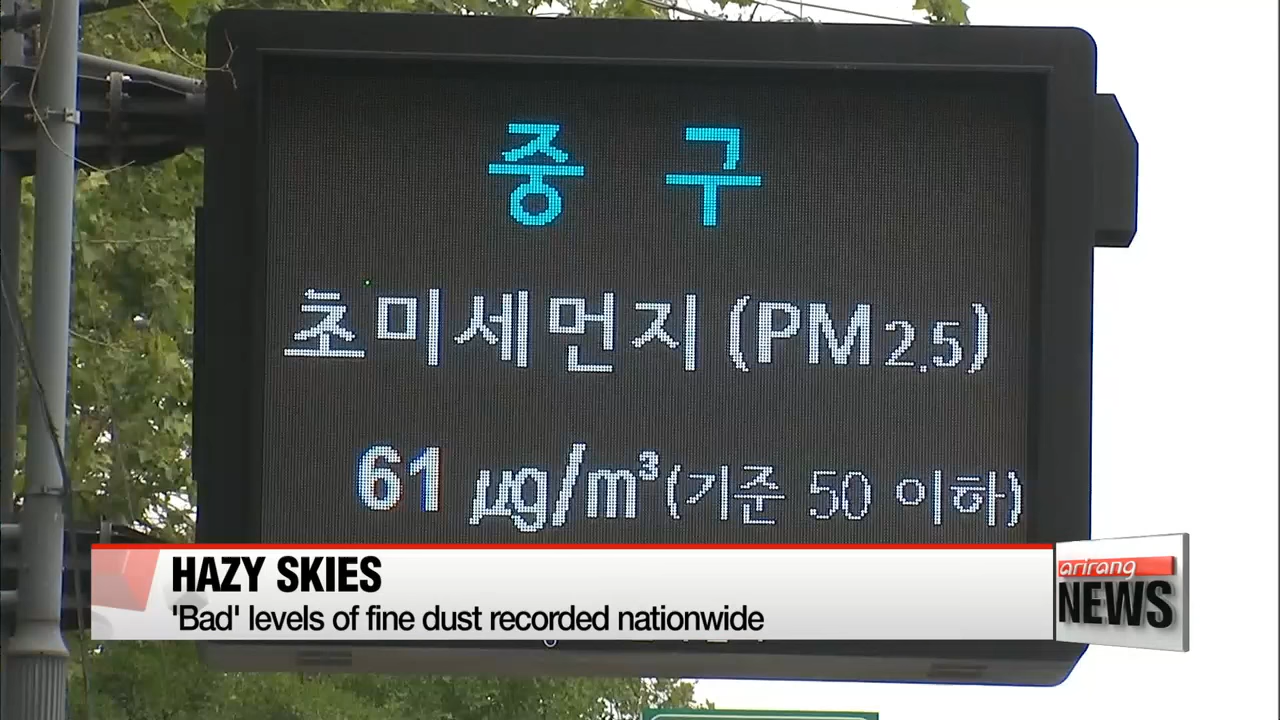 중 구
초미세먼지 (PM2.5)
61 ㎍/m³ (기준 50 이하)
HAZY SKIES
'Bad' levels of fine dust recorded nationwide
arirang
NEWS